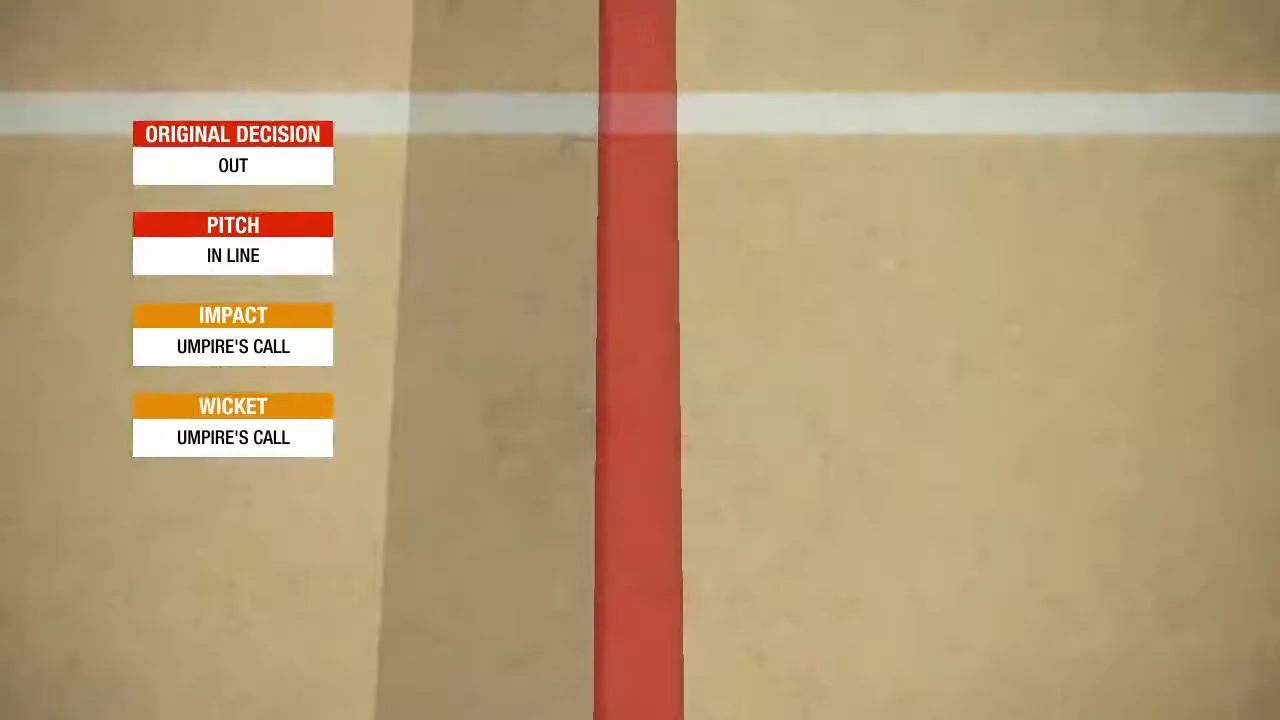 ORIGINAL DECISION
OUT
PITCH
IN LINE
IMPACT
UMPIRE'S CALL
WICKET
UMPIRE'S CALL